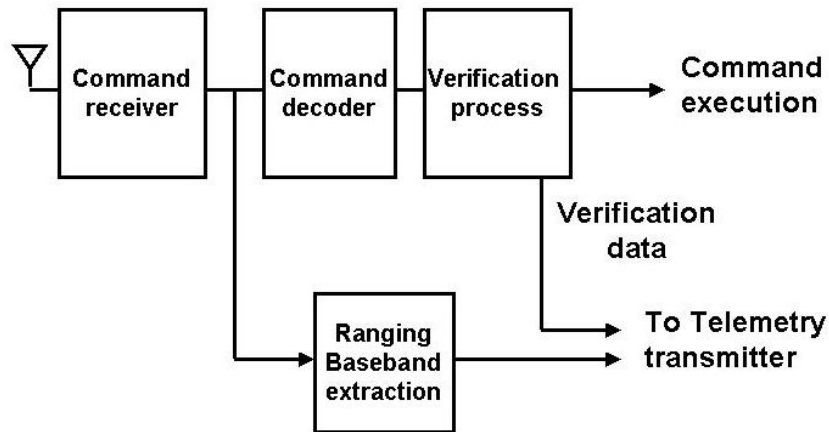 Command
receiver
Command
decoder
Verification
process
Command
execution
Verification
data
Ranging
Baseband
extraction
To Telemetry
transmitter